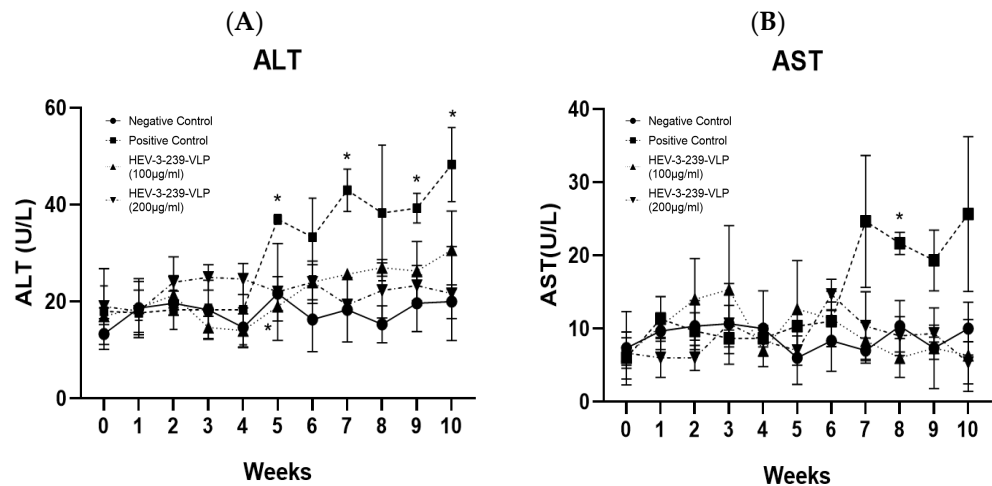 (A)
ALT
ALT (U/L)
60
40
20
0
Negative Control
Positive Control
HEV-3-239-VLP
(100µg/ml)
HEV-3-239-VLP
(200µg/ml)
*
*
*
*
*
0 1 2 3 4 5 6 7 8 9 10
Weeks
(B)
AST
AST(U/L)
40
30
20
10
0
Negative Control
Positive Control
HEV-3-239-VLP
(100µg/ml)
HEV-3-239-VLP
(200µg/ml)
*
0 1 2 3 4 5 6 7 8 9 10
Weeks